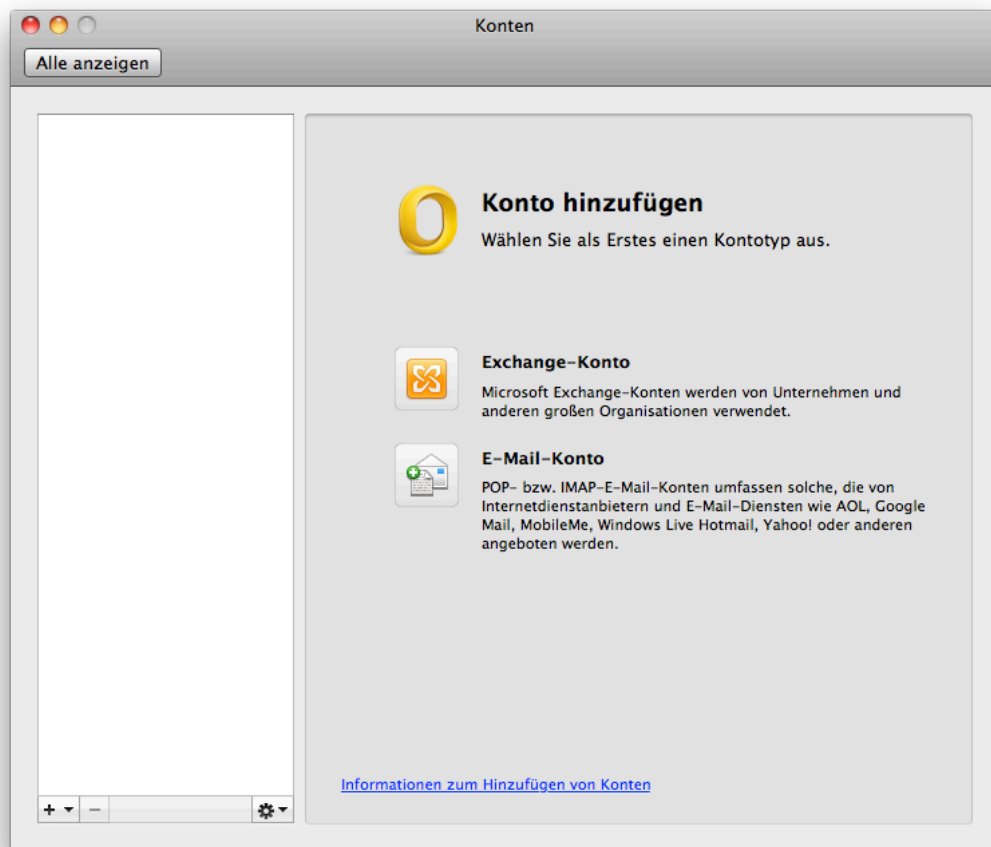 Konten
Alle anzeigen
Konto hinzufügen
Wählen Sie als Erstes einen Kontotyp aus.
Exchange-Konto
Microsoft Exchange-Konten werden von Unternehmen und
anderen großen Organisationen verwendet.
E-Mail-Konto
POP- bzw. IMAP-E-Mail-Konten umfassen solche, die von
Internetdienstanbietern und E-Mail-Diensten wie AOL, Google
Mail, MobileMe, Windows Live Hotmail, Yahoo! oder anderen
angeboten werden.
Informationen zum Hinzufügen von Konten